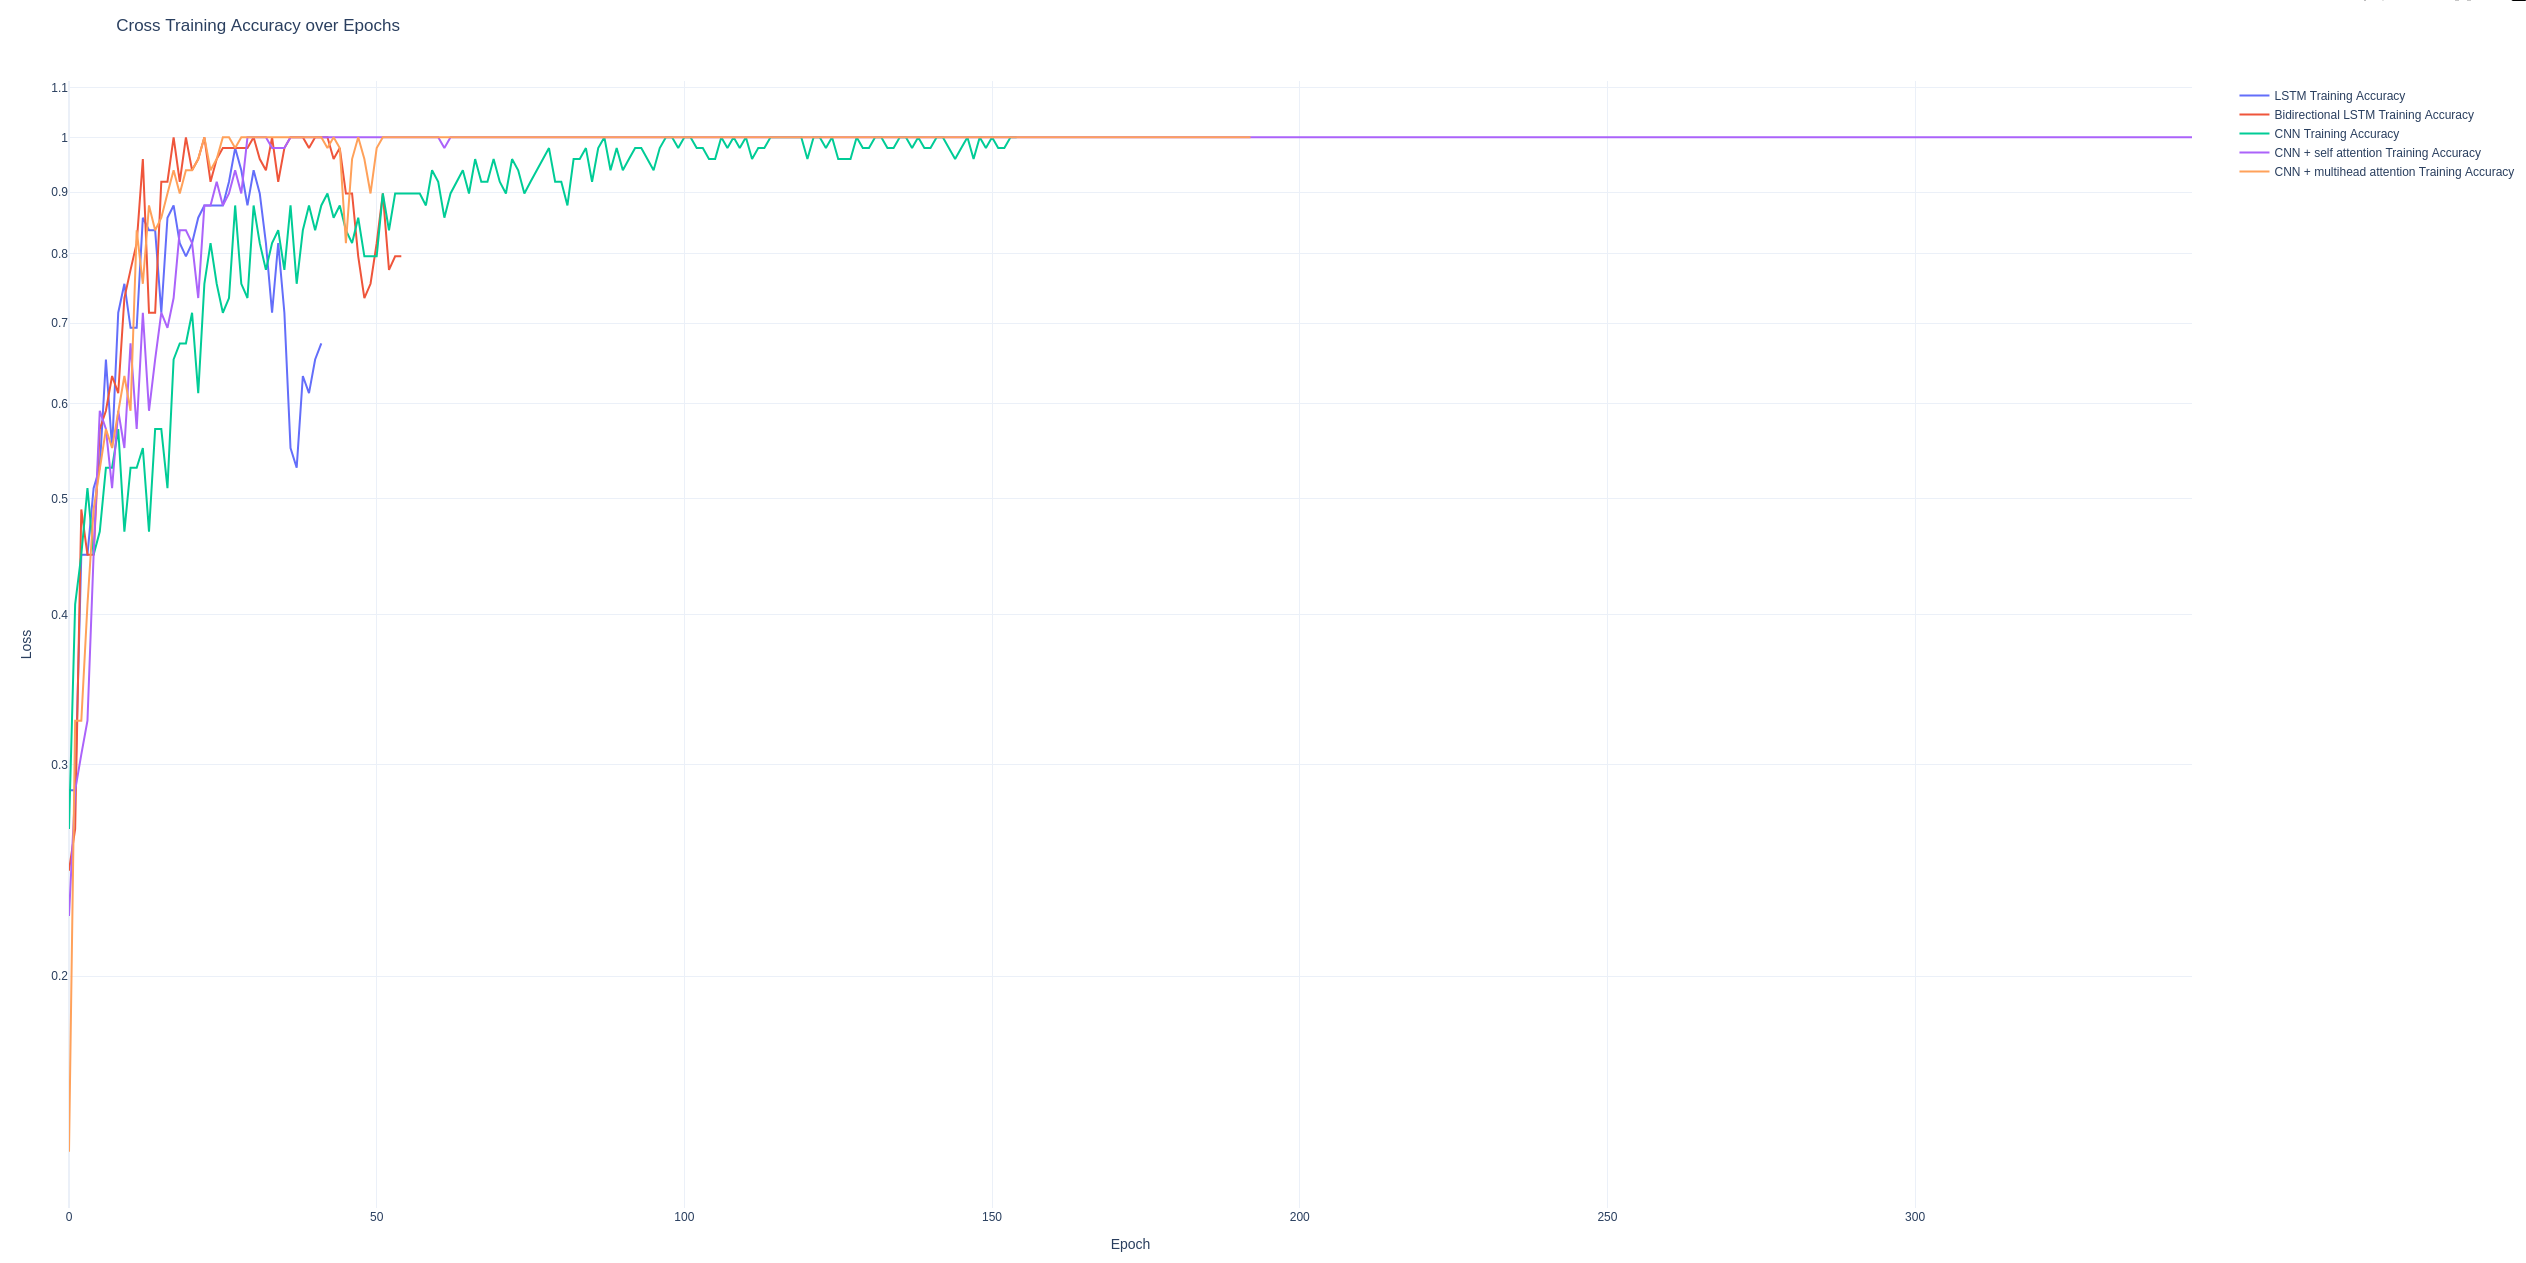 Cross Training Accuracy over Epochs
1.1
1
0.9
0.8
0.7
0.6
0.5
0.4
0.3
0.2
Loss
0
50
100
150
200
250
300
Epoch
LSTM Training Accuracy
Bidirectional LSTM Training Accuracy
CNN Training Accuracy
CNN + self attention Training Accuracy
CNN + multihead attention Training Accuracy